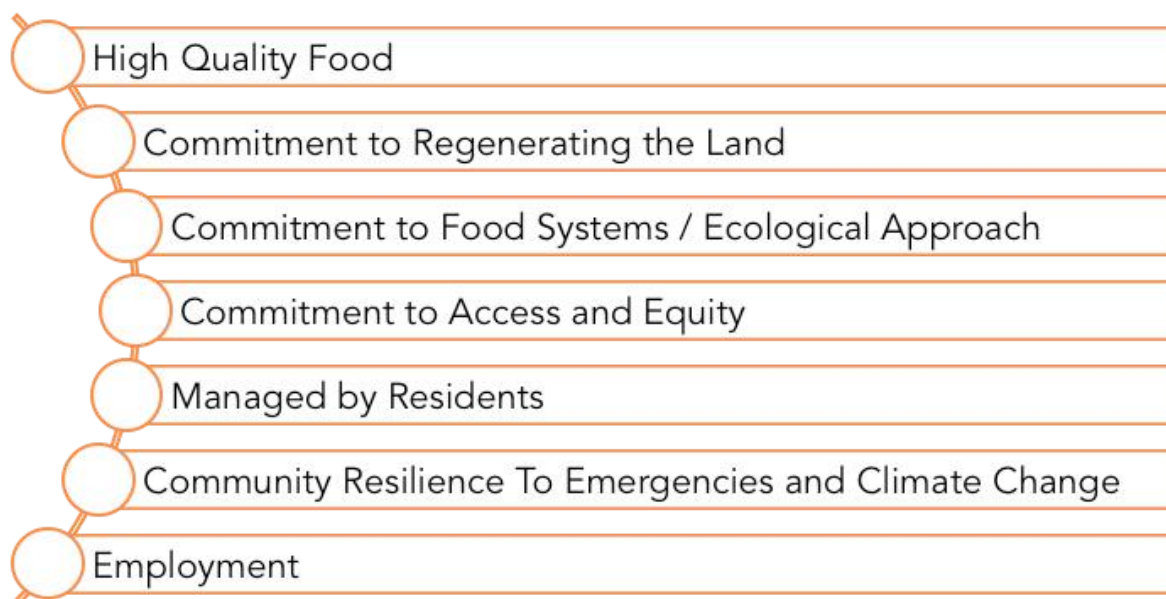 High Quality Food
Commitment to Regenerating the Land
Commitment to Food Systems / Ecological Approach
Commitment to Access and Equity
Managed by Residents
Community Resilience To Emergencies and Climate Change
Employment